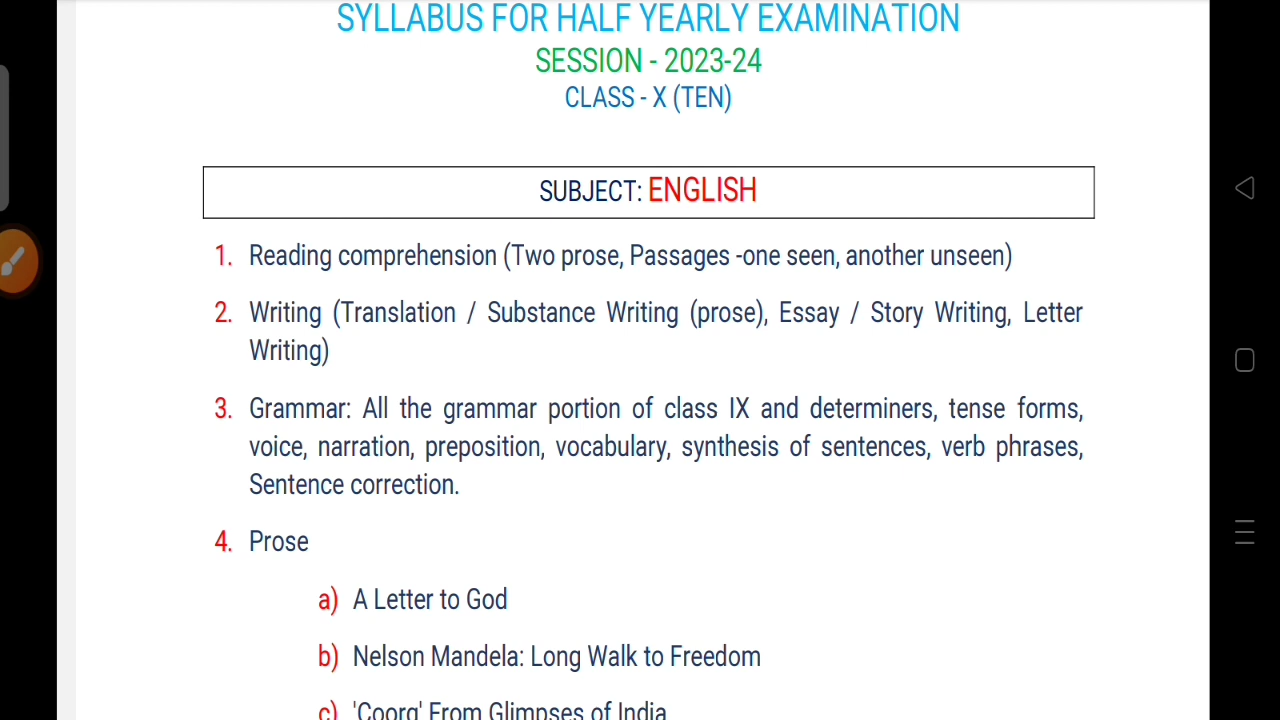 SYLLABUS FOR HALF YEARLY EXAMINATION
SESSION - 2023-24
CLASS - X (TEN)
SUBJECT: ENGLISH
1. Reading comprehension (Two prose, Passages -one seen, another unseen)
2. Writing (Translation / Substance Writing (prose), Essay / Story Writing, Letter
Writing)
3. Grammar: All the grammar portion of class IX and determiners, tense forms,
voice, narration, preposition, vocabulary, synthesis of sentences, verb phrases,
Sentence correction.
4. Prose
a) A Letter to God
b) Nelson Mandela: Long Walk to Freedom
c) 'Coorg' From Glimpses of India